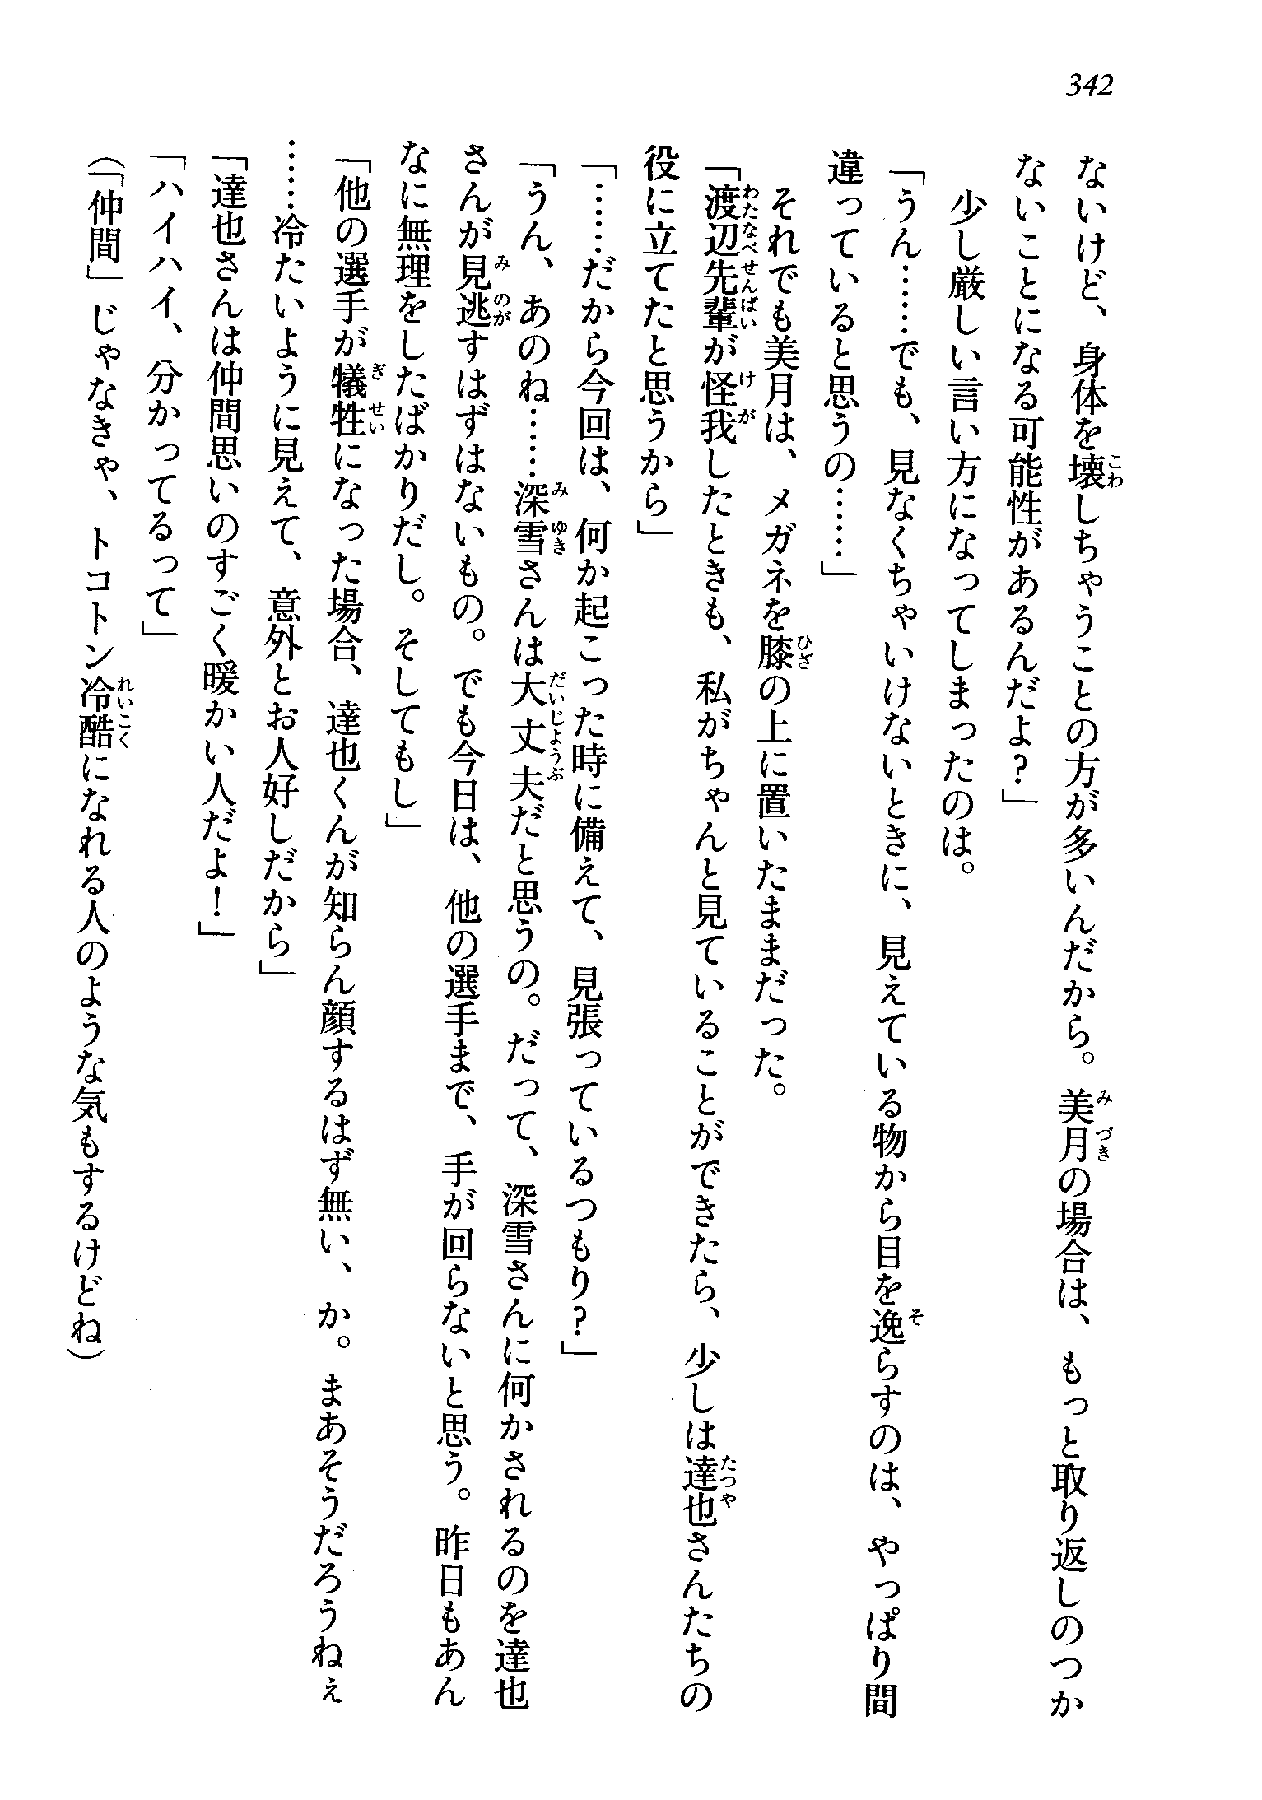 342
ないけど、身体を壊しちゃうことの方が多いんだから。美月の場合は、もっと取り返しのつか
ないことになる可能性があるんだよ？」
少し厳しい言い方になってしまったのは。
「うん……でも、見なくちゃいけないときに、見えている物から目を逸らすのは、やっぱり間
違っていると思うの……」
それでも美月は、メガネを膝の上に置いたままだった。
「渡辺先輩が怪我したときも、私がちゃんと見ていることができたら、少しは達也さんたちの
役に立てたと思うから」
「……だから今回は、何か起こった時に備えて、見張っているつもり？」
「うん、あのね……深雪さんは大丈夫だと思うの。だって、深雪さんに何かされるのを達也
さんが見逃すはずはないもの。でも今日は、他の選手まで、手が回らないと思う。昨日もあん
なに無理をしたばかりだし。そしてもし」
「他の選手が犠牲になった場合、達也くんが知らん顔するはず無い、か。まあそうだろうねぇ
……冷たいように見えて、意外とお人好しだから」
「達也さんは仲間思いのすごく暖かい人だよ！」
「ハイハイ、分かってるって」
（「仲間」じゃなきゃ、トコトン冷酷になれる人のような気もするけどね）